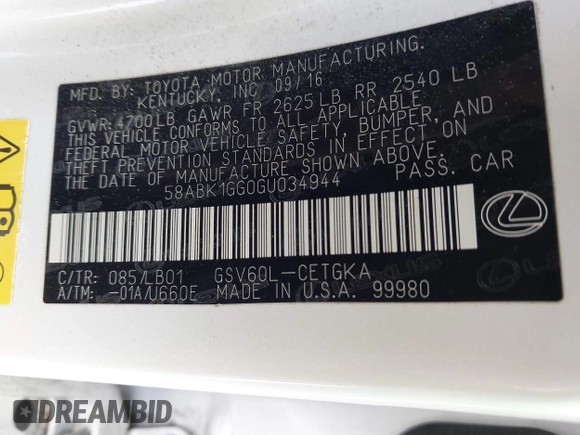 MFD. BY: TOYOTA MOTOR MANUFACTURING.
KENTUCKY, INC. 09/16
GVWR: 4700LB GAWR FR 2625LB RR 2540 LB
THIS VEHICLE CONFORMS TO ALL APPLICABLE
FEDERAL MOTOR VEHICLE SAFETY, BUMPER, AND
THEFT PREVENTION STANDARDS IN EFFECT ON
THE DATE OF MANUFACTURE SHOWN ABOVE.
58ABK1GG0GU034944 PASS. CAR
C/TR: 085/LB01 GSV60L-CETGKA
A/TM: -01A/U660E MADE IN U.S.A. 99980
DREAMBID